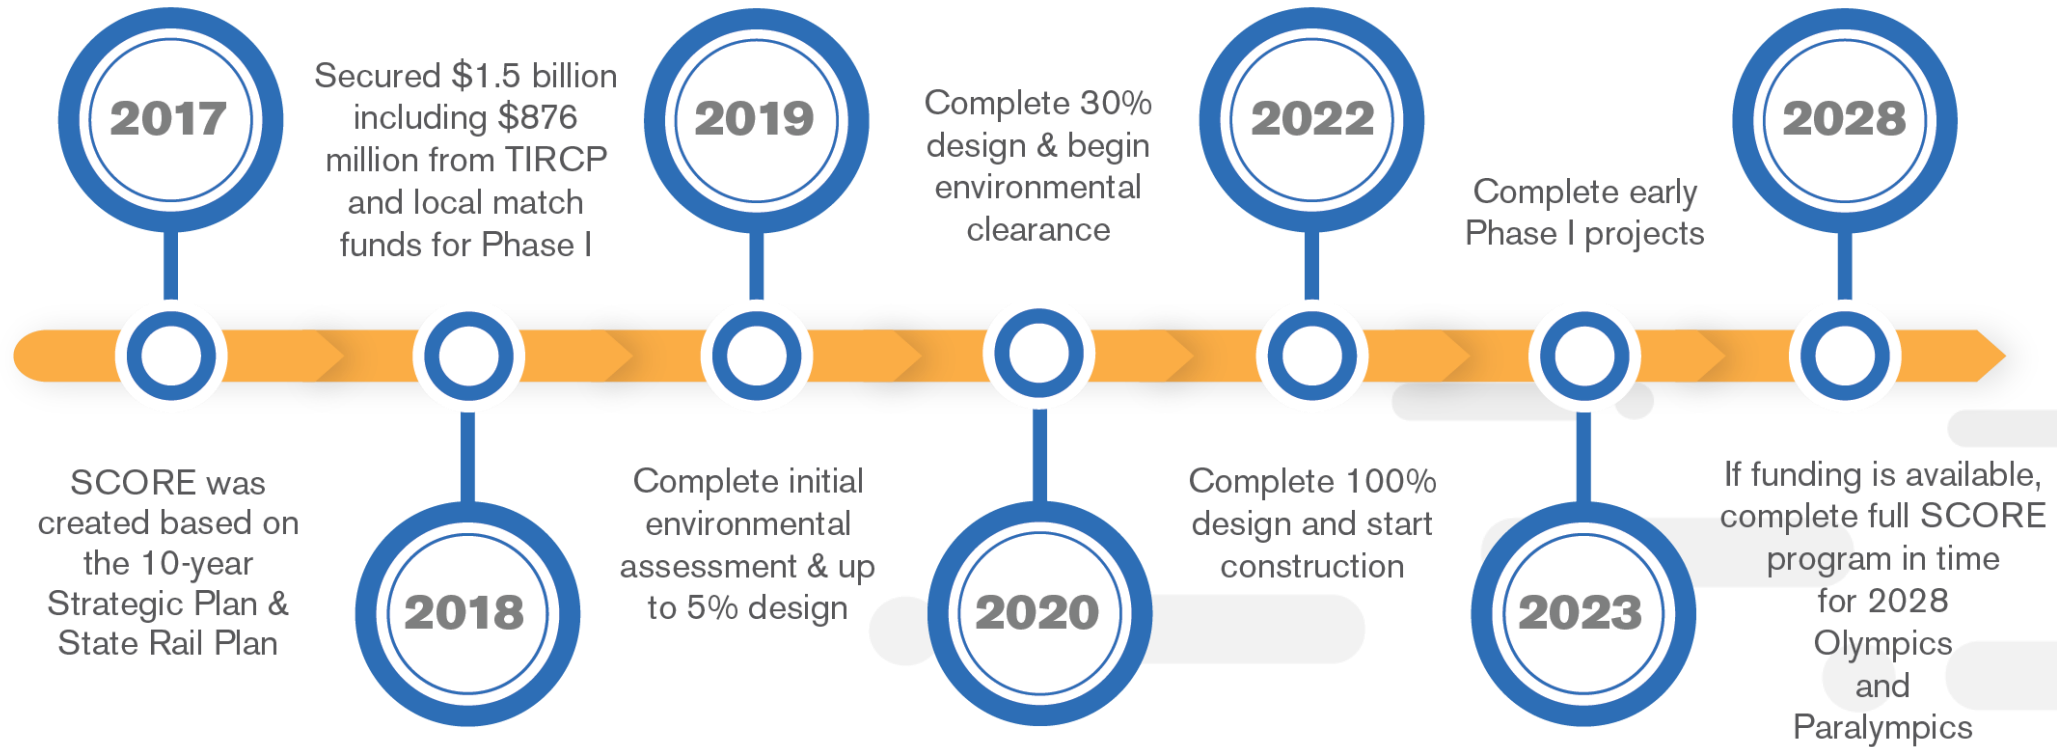 2017
SCORE was
created based on
the 10-year
Strategic Plan &
State Rail Plan
Secured $1.5 billion
including $876
million from TIRCP
and local match
funds for Phase I
2018
2019
Complete initial
environmental
assessment & up
to 5% design
Complete 30%
design & begin
environmental
clearance
2020
2022
Complete 100%
design and start
construction
Complete early
Phase I projects
2023
2028
If funding is available,
complete full SCORE
program in time
for 2028
Olympics
and
Paralympics